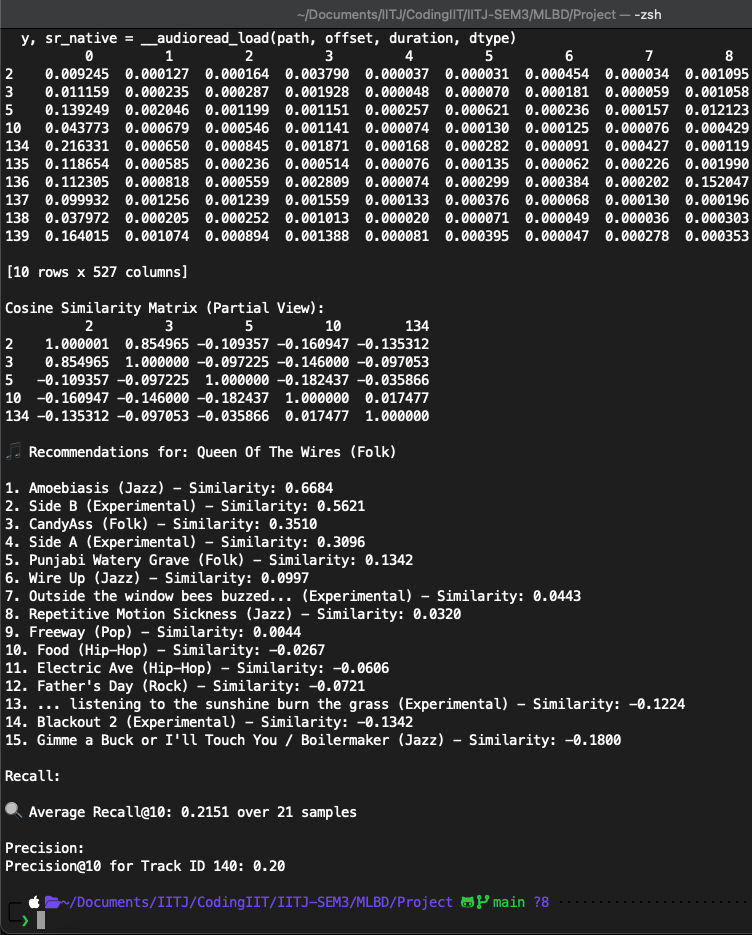 ~/Documents/IITJ/CodingIIT/IITJ-SEM3/MLBD/Project — -zsh
y, sr_native = __audioread_load(path, offset, duration, dtype)
0 1 2 3 4 5 6 7 8
2 0.009245 0.000127 0.000164 0.003790 0.000037 0.000031 0.000454 0.000034 0.001095
3 0.011159 0.000235 0.000287 0.001928 0.000048 0.000070 0.000181 0.000059 0.001058
5 0.139249 0.002046 0.001199 0.001151 0.000257 0.000621 0.000236 0.000157 0.012123
10 0.043773 0.000679 0.000546 0.001141 0.000074 0.000130 0.000125 0.000076 0.000429
134 0.216331 0.000650 0.000845 0.001871 0.000168 0.000282 0.000091 0.000427 0.000119
135 0.118654 0.000585 0.000236 0.000514 0.000076 0.000135 0.000062 0.000226 0.001990
136 0.112305 0.000818 0.000559 0.002809 0.000074 0.000299 0.000384 0.000202 0.152047
137 0.099932 0.001256 0.001239 0.001559 0.000133 0.000376 0.000068 0.000130 0.000196
138 0.037972 0.000205 0.000252 0.001013 0.000020 0.000071 0.000049 0.000036 0.000303
139 0.164015 0.001074 0.000894 0.001388 0.000081 0.000395 0.000047 0.000278 0.000353
[10 rows x 527 columns]
Cosine Similarity Matrix (Partial View):
2 3 5 10 134
2 1.000001 0.854965 -0.109357 -0.160947 -0.135312
3 0.854965 1.000000 -0.097225 -0.146000 -0.097053
5 -0.109357 -0.097225 1.000000 -0.182437 -0.035866
10 -0.160947 -0.146000 -0.182437 1.000000 0.017477
134 -0.135312 -0.097053 -0.035866 0.017477 1.000000
🎵 Recommendations for: Queen Of The Wires (Folk)
1. Amoebiasis (Jazz) - Similarity: 0.6684
2. Side B (Experimental) - Similarity: 0.5621
3. CandyAss (Folk) - Similarity: 0.3510
4. Side A (Experimental) - Similarity: 0.3096
5. Punjabi Watery Grave (Folk) - Similarity: 0.1342
6. Wire Up (Jazz) - Similarity: 0.0997
7. Outside the window bees buzzed... (Experimental) - Similarity: 0.0443
8. Repetitive Motion Sickness (Jazz) - Similarity: 0.0320
9. Freeway (Pop) - Similarity: 0.0044
10. Food (Hip-Hop) - Similarity: -0.0267
11. Electric Ave (Hip-Hop) - Similarity: -0.0606
12. Father's Day (Rock) - Similarity: -0.0721
13. ... listening to the sunshine burn the grass (Experimental) - Similarity: -0.1224
14. Blackout 2 (Experimental) - Similarity: -0.1342
15. Gimme a Buck or I'll Touch You / Boilermaker (Jazz) - Similarity: -0.1800
Recall:
🔍 Average Recall@10: 0.2151 over 21 samples
Precision:
Precision@10 for Track ID 140: 0.20
~/Documents/IITJ/CodingIIT/IITJ-SEM3/MLBD/Project main ?8